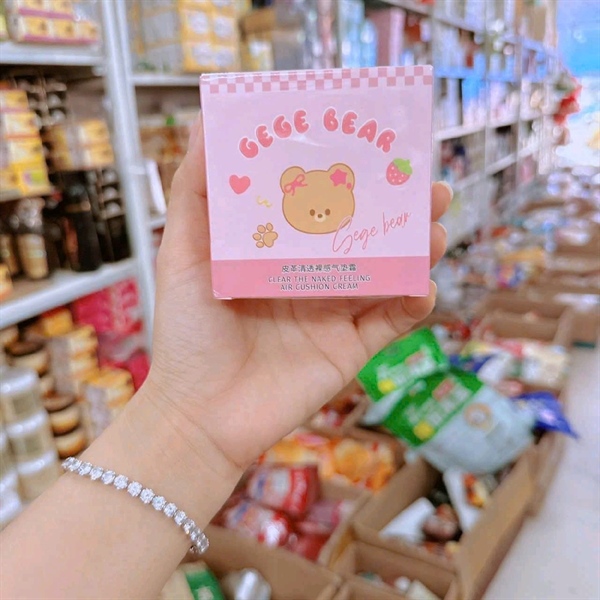 GEGE BEAR
Gege bear
皮革清透裸感气垫霜
FLEAR THE NAKED FEELING
AIR CUSHION CREAM